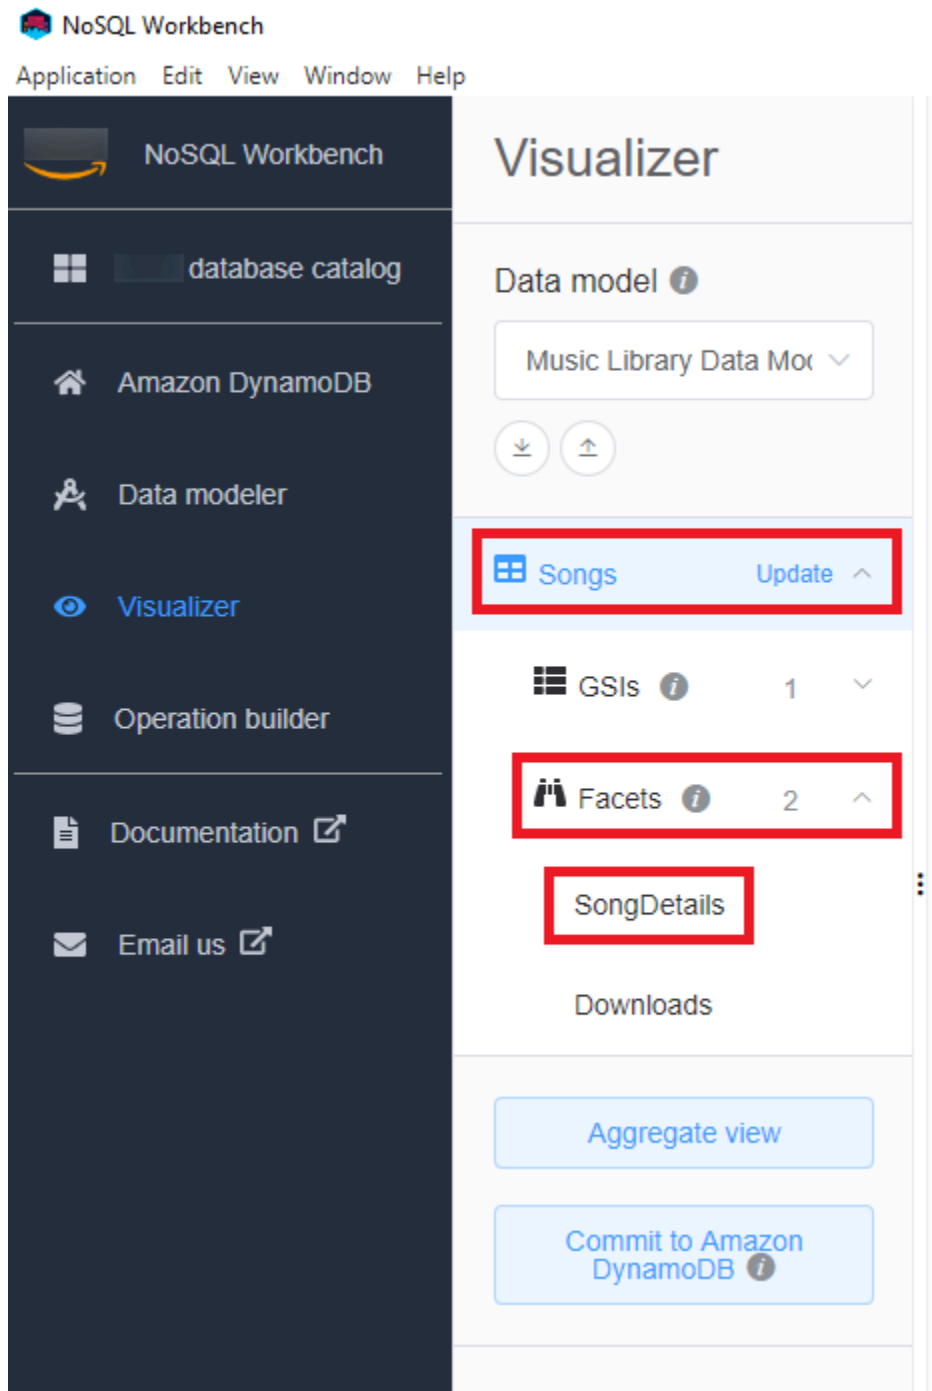 NoSQL Workbench
Application Edit View Window Help
NoSQL Workbench
database catalog
Amazon DynamoDB
Data modeler
Visualizer
Operation builder
Documentation
Email us
Visualizer
Data model
Music Library Data Mo
Songs Update
GSIs 1
Facets 2
SongDetails
Downloads
Aggregate view
Commit to Amazon
DynamoDB